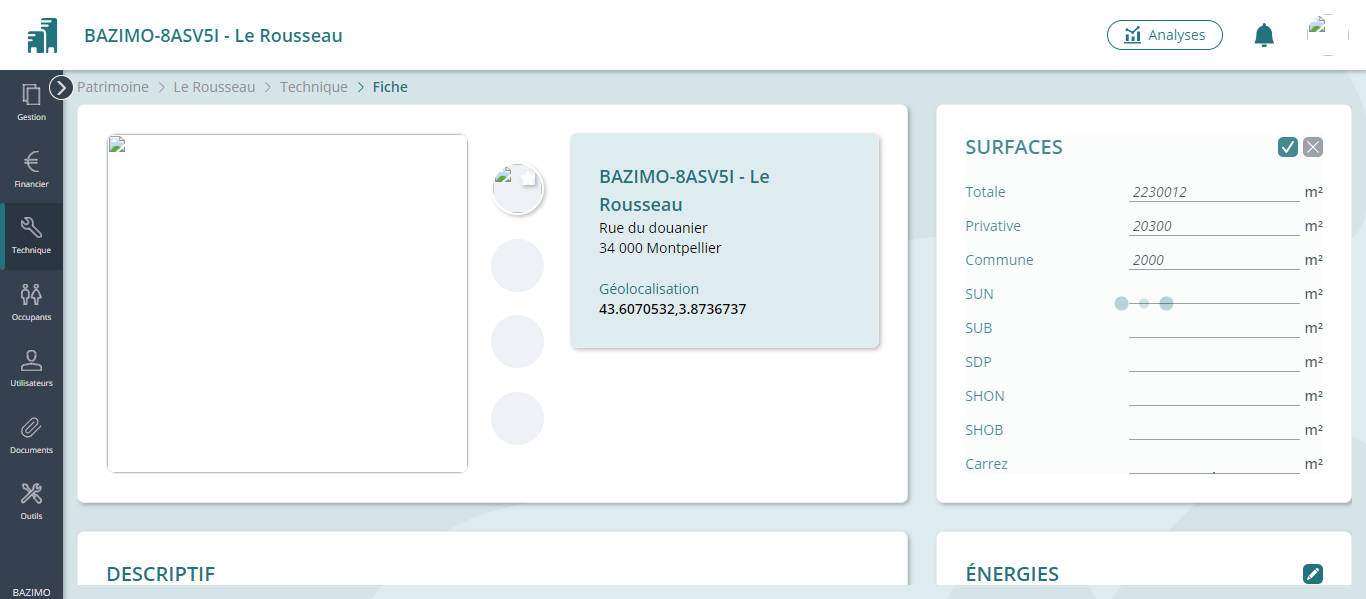 BAZIMO-8ASV5I - Le Rousseau
Analyses
Patrimoine > Le Rousseau > Technique > Fiche
Gestion
Financier
Technique
Occupants
Utilisateurs
Documents
Outils
BAZIMO
BAZIMO-8ASV5I - Le
Rousseau
Rue du douanier
34 000 Montpellier
Géolocalisation
43.6070532,3.8736737
SURFACES
Totale 2230012 m²
Privative 20300 m²
Commune 2000 m²
SUN m²
SUB m²
SDP m²
SHON m²
SHOB m²
Carrez m²
DESCRIPTIF
ÉNERGIES